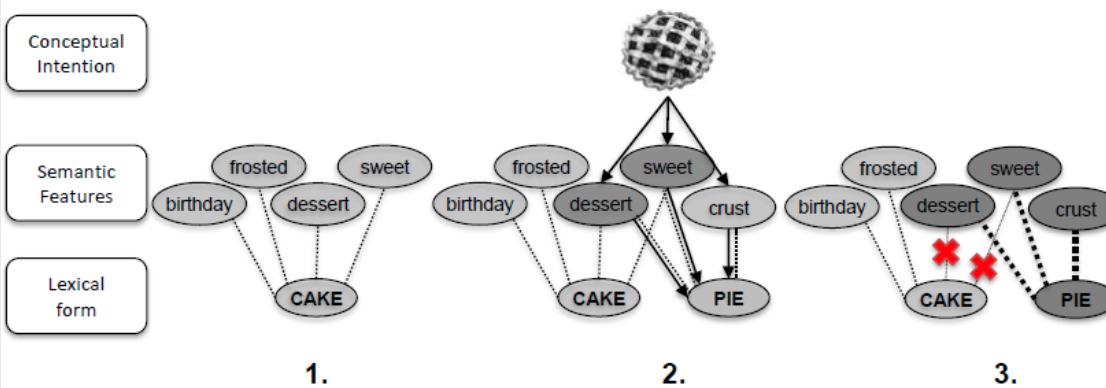 Conceptual
Intention
Semantic
Features
Lexical
form
frosted
sweet
birthday
dessert
CAKE
1.
frosted
sweet
birthday
dessert
crust
CAKE
PIE
2.
frosted
sweet
birthday
dessert
crust
CAKE
PIE
3.